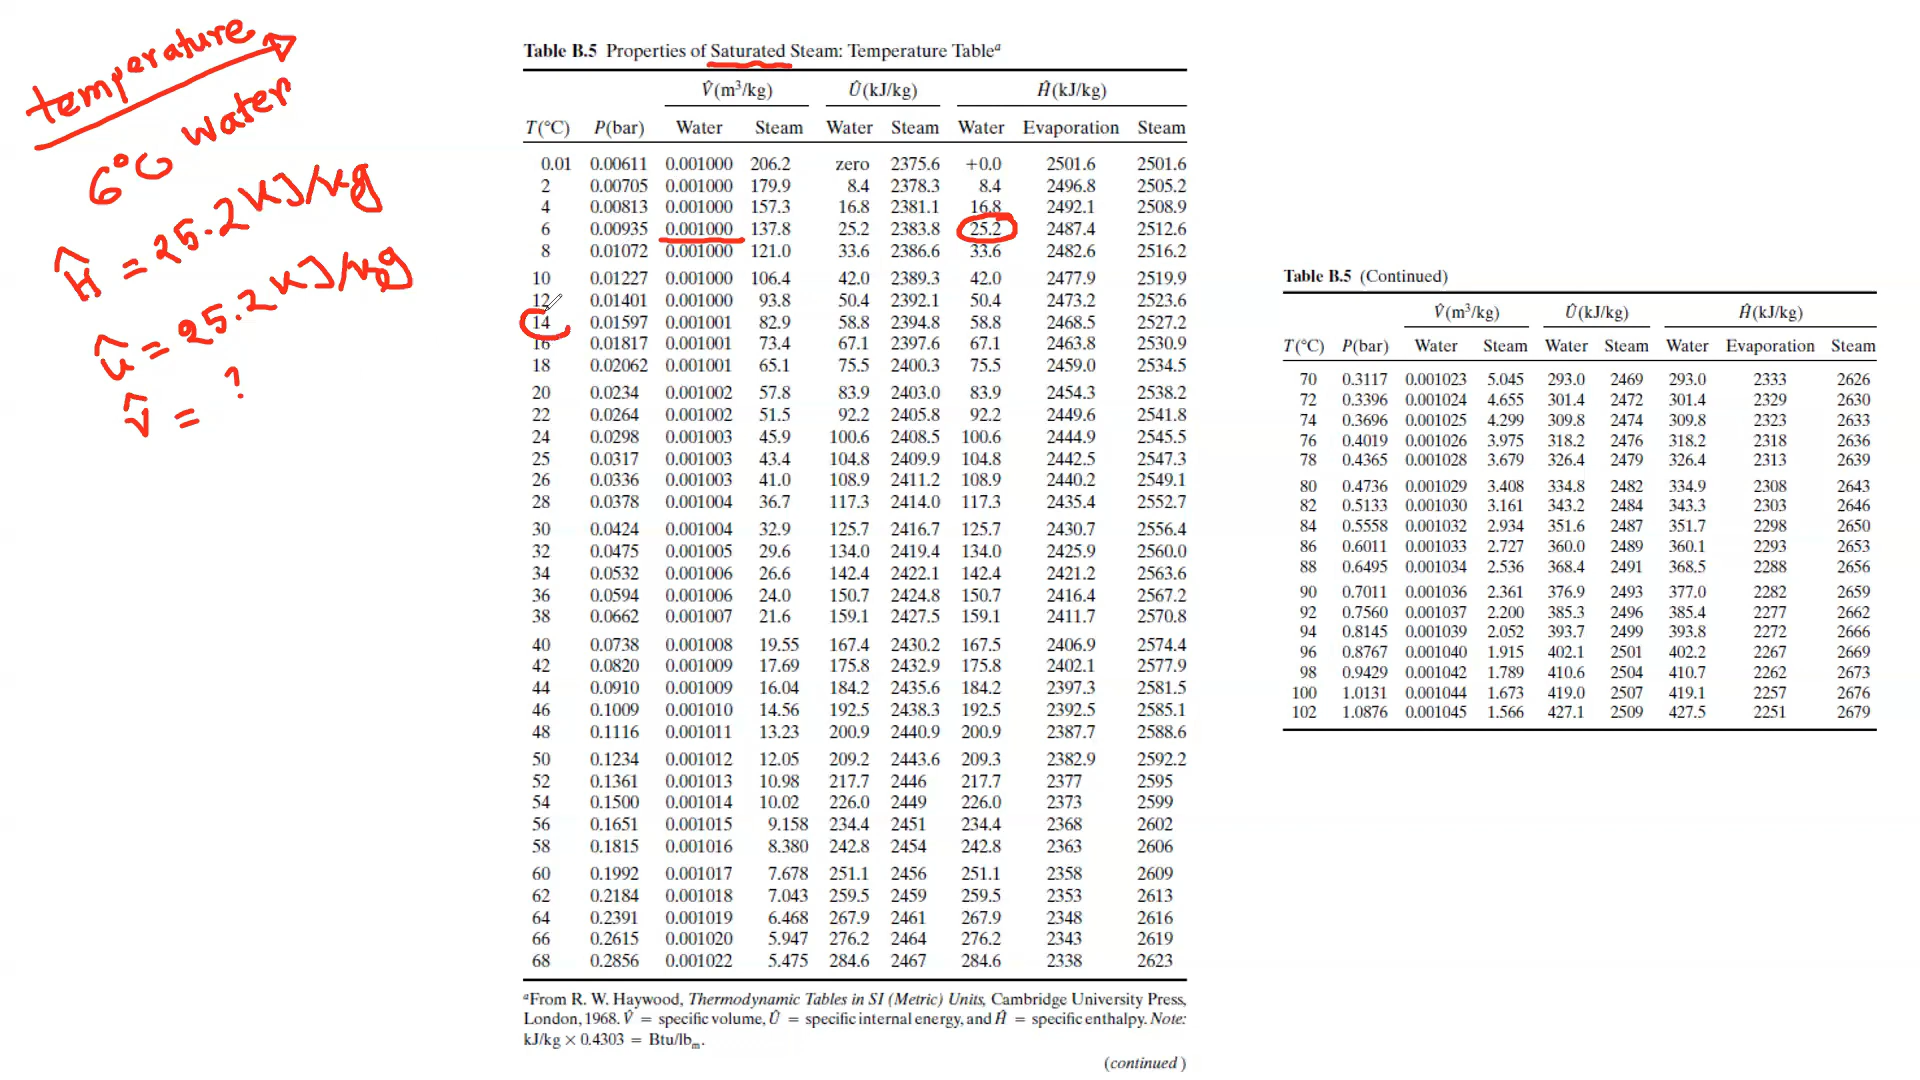 temperature
6°C water
Ĥ = 25.2 KJ/kg
û = 25.2 KJ/kg
V̂ = ?
Table B.5 Properties of Saturated Steam: Temperature Tableᵃ
V̂(m³/kg) Û(kJ/kg) Ĥ(kJ/kg)
T(°C) P(bar) Water Steam Water Steam Water Evaporation Steam
0.01 0.00611 0.001000 206.2 zero 2375.6 +0.0 2501.6 2501.6
2 0.00705 0.001000 179.9 8.4 2378.3 8.4 2496.8 2505.2
4 0.00813 0.001000 157.3 16.8 2381.1 16.8 2492.1 2508.9
6 0.00935 0.001000 137.8 25.2 2383.8 25.2 2487.4 2512.6
8 0.01072 0.001000 121.0 33.6 2386.6 33.6 2482.6 2516.2
10 0.01227 0.001000 106.4 42.0 2389.3 42.0 2477.9 2519.9
12 0.01401 0.001000 93.8 50.4 2392.1 50.4 2473.2 2523.6
14 0.01597 0.001001 82.9 58.8 2394.8 58.8 2468.5 2527.2
16 0.01817 0.001001 73.4 67.1 2397.6 67.1 2463.8 2530.9
18 0.02062 0.001001 65.1 75.5 2400.3 75.5 2459.0 2534.5
20 0.0234 0.001002 57.8 83.9 2403.0 83.9 2454.3 2538.2
22 0.0264 0.001002 51.5 92.2 2405.8 92.2 2449.6 2541.8
24 0.0298 0.001003 45.9 100.6 2408.5 100.6 2444.9 2545.5
25 0.0317 0.001003 43.4 104.8 2409.9 104.8 2442.5 2547.3
26 0.0336 0.001003 41.0 108.9 2411.2 108.9 2440.2 2549.1
28 0.0378 0.001004 36.7 117.3 2414.0 117.3 2435.4 2552.7
30 0.0424 0.001004 32.9 125.7 2416.7 125.7 2430.7 2556.4
32 0.0475 0.001005 29.6 134.0 2419.4 134.0 2425.9 2560.0
34 0.0532 0.001006 26.6 142.4 2422.1 142.4 2421.2 2563.6
36 0.0594 0.001006 24.0 150.7 2424.8 150.7 2416.4 2567.2
38 0.0662 0.001007 21.6 159.1 2427.5 159.1 2411.7 2570.8
40 0.0738 0.001008 19.55 167.4 2430.2 167.5 2406.9 2574.4
42 0.0820 0.001009 17.69 175.8 2432.9 175.8 2402.1 2577.9
44 0.0910 0.001009 16.04 184.2 2435.6 184.2 2397.3 2581.5
46 0.1009 0.001010 14.56 192.5 2438.3 192.5 2392.5 2585.1
48 0.1116 0.001011 13.23 200.9 2440.9 200.9 2387.7 2588.6
50 0.1234 0.001012 12.05 209.2 2443.6 209.3 2382.9 2592.2
52 0.1361 0.001013 10.98 217.7 2446 217.7 2377 2595
54 0.1500 0.001014 10.02 226.0 2449 226.0 2373 2599
56 0.1651 0.001015 9.158 234.4 2451 234.4 2368 2602
58 0.1815 0.001016 8.380 242.8 2454 242.8 2363 2606
60 0.1992 0.001017 7.678 251.1 2456 251.1 2358 2609
62 0.2184 0.001018 7.043 259.5 2459 259.5 2353 2613
64 0.2391 0.001019 6.468 267.9 2461 267.9 2348 2616
66 0.2615 0.001020 5.947 276.2 2464 276.2 2343 2619
68 0.2856 0.001022 5.475 284.6 2467 284.6 2338 2623
ᵃFrom R. W. Haywood, Thermodynamic Tables in SI (Metric) Units, Cambridge University Press,
London, 1968. V̂ = specific volume, Û = specific internal energy, and Ĥ = specific enthalpy. Note:
kJ/kg × 0.4303 = Btu/lbₘ.
(continued)
Table B.5 (Continued)
V̂(m³/kg) Û(kJ/kg) Ĥ(kJ/kg)
T(°C) P(bar) Water Steam Water Steam Water Evaporation Steam
70 0.3117 0.001023 5.045 293.0 2469 293.0 2333 2626
72 0.3396 0.001024 4.655 301.4 2472 301.4 2329 2630
74 0.3696 0.001025 4.299 309.8 2474 309.8 2323 2633
76 0.4019 0.001026 3.975 318.2 2476 318.2 2318 2636
78 0.4365 0.001028 3.679 326.4 2479 326.4 2313 2639
80 0.4736 0.001029 3.408 334.8 2482 334.9 2308 2643
82 0.5133 0.001030 3.161 343.2 2484 343.3 2303 2646
84 0.5558 0.001032 2.934 351.6 2487 351.7 2298 2650
86 0.6011 0.001033 2.727 360.0 2489 360.1 2293 2653
88 0.6495 0.001034 2.536 368.4 2491 368.5 2288 2656
90 0.7011 0.001036 2.361 376.9 2493 377.0 2282 2659
92 0.7560 0.001037 2.200 385.3 2496 385.4 2277 2662
94 0.8145 0.001039 2.052 393.7 2499 393.8 2272 2666
96 0.8767 0.001040 1.915 402.1 2501 402.2 2267 2669
98 0.9429 0.001042 1.789 410.6 2504 410.7 2262 2673
100 1.0131 0.001044 1.673 419.0 2507 419.1 2257 2676
102 1.0876 0.001045 1.566 427.1 2509 427.5 2251 2679